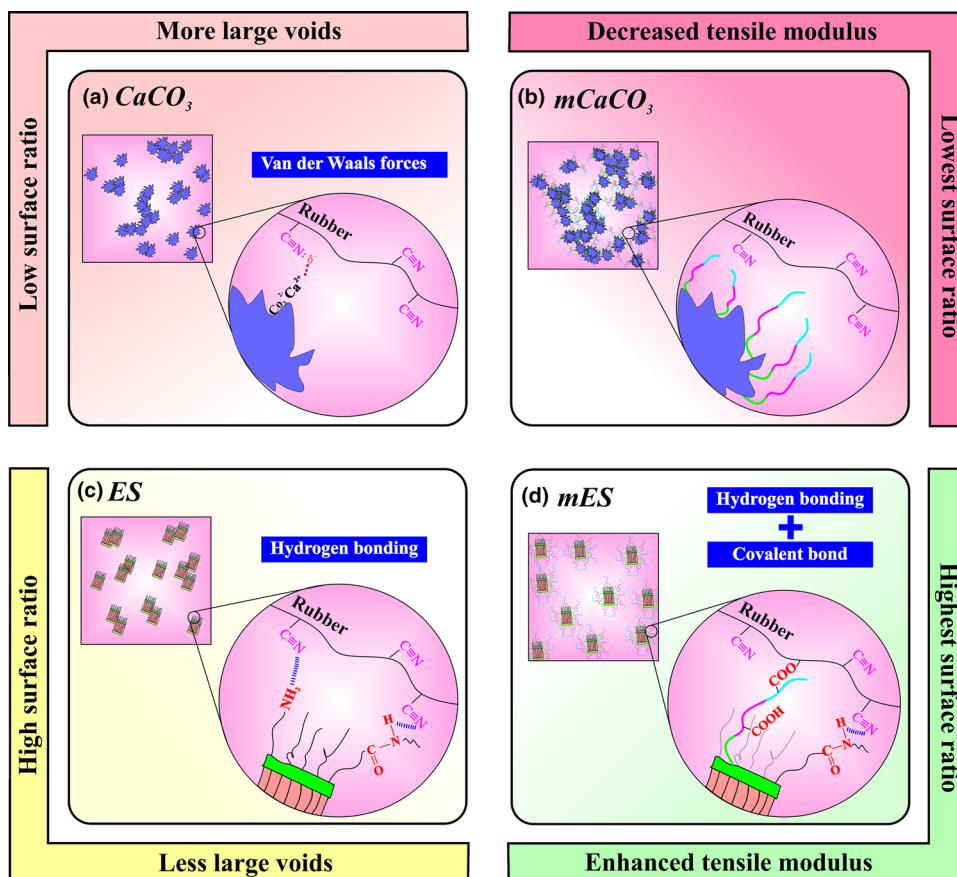 More large voids
Low surface ratio
(a) CaCO₃
Van der Waals forces
Rubber
C≡N: δ⁻
C≡N
C≡N
Co₃²⁻Ca²⁺
Decreased tensile modulus
Lowest surface ratio
(b) mCaCO₃
Rubber
C≡N
C≡N
High surface ratio
Less large voids
(c) ES
Hydrogen bonding
Rubber
C≡N
C≡N
C≡N
NH₂
H
N
C
O
Highest surface ratio
Enhanced tensile modulus
(d) mES
Hydrogen bonding
+
Covalent bond
Rubber
C≡N
C≡N
COO
COOH
H
N
C
O